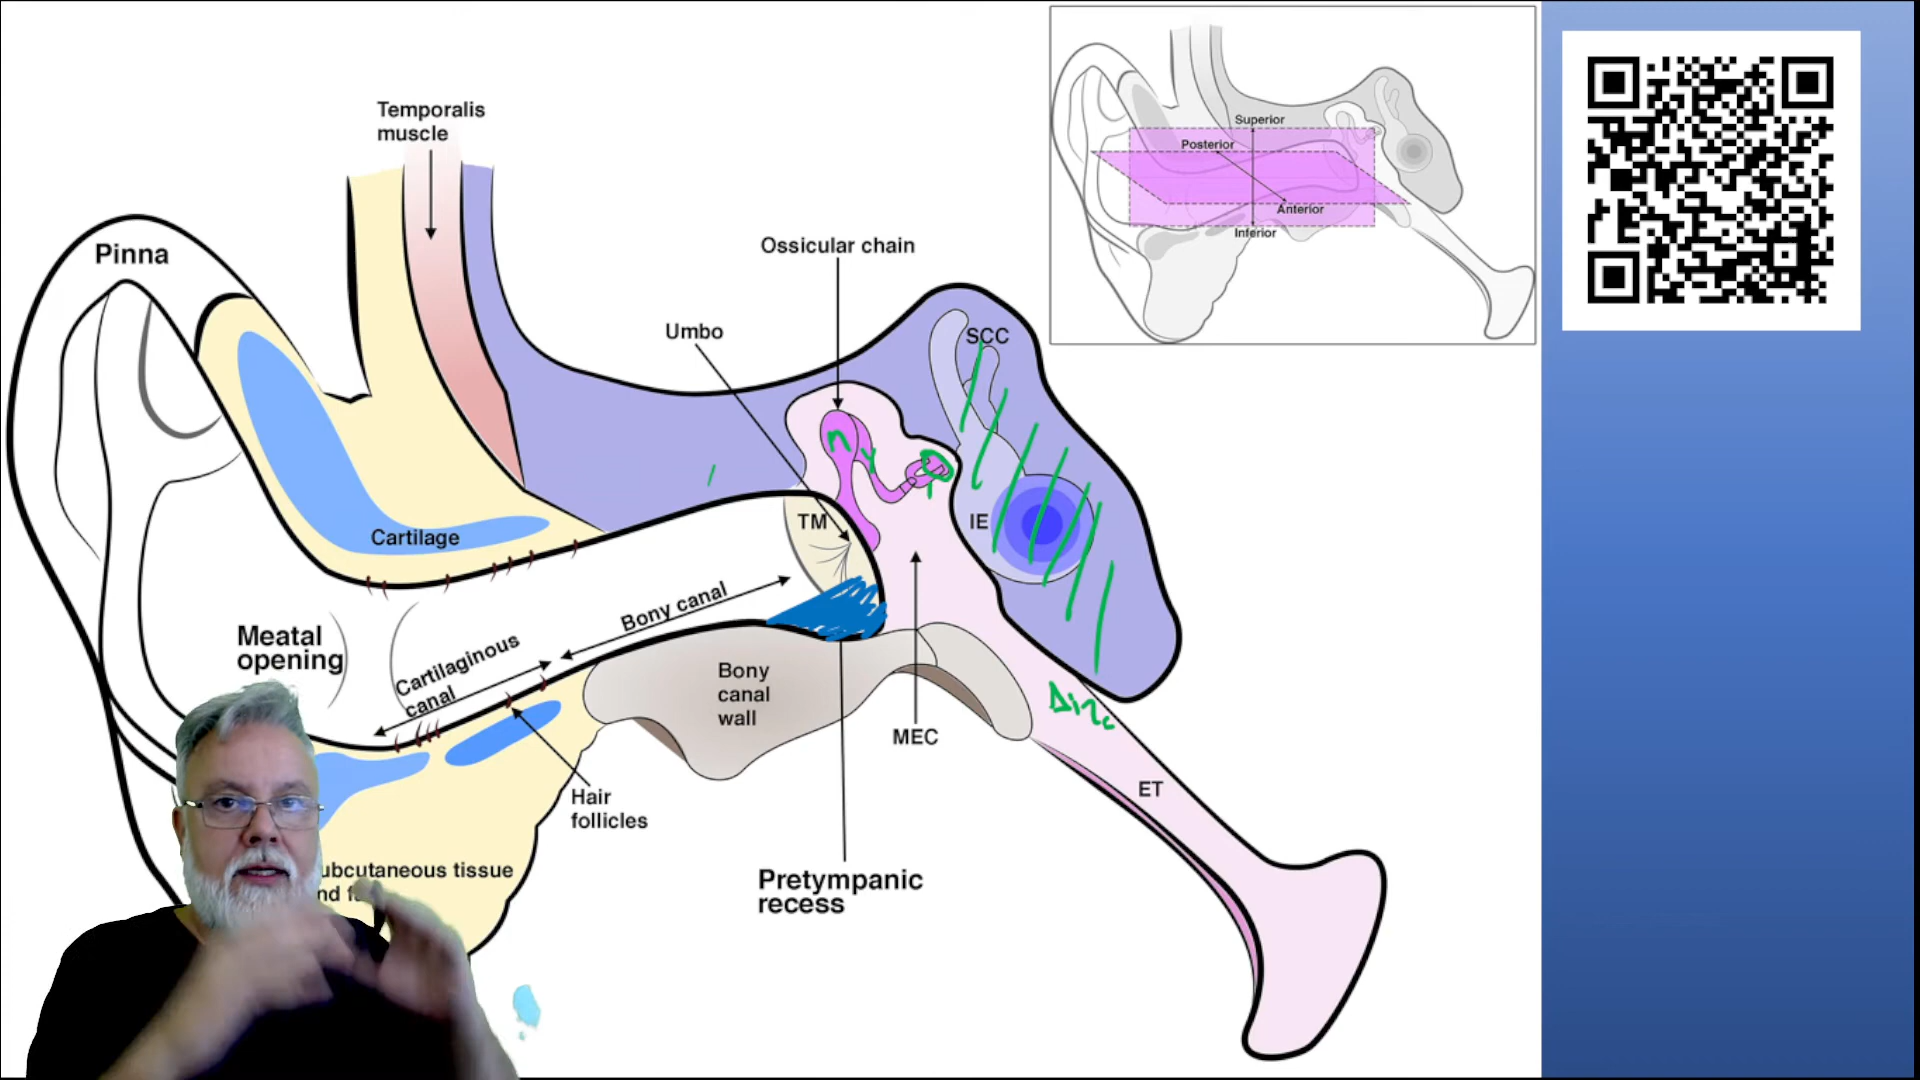 Temporalis
muscle
Pinna
Ossicular chain
Umbo
SCC
TM
IE
Cartilage
Bony canal
Meatal
opening
Cartilaginous
canal
Bony
canal
wall
MEC
ET
Hair
follicles
ubcutaneous tissue
nd f
Pretympanic
recess
Superior
Posterior
Anterior
Inferior